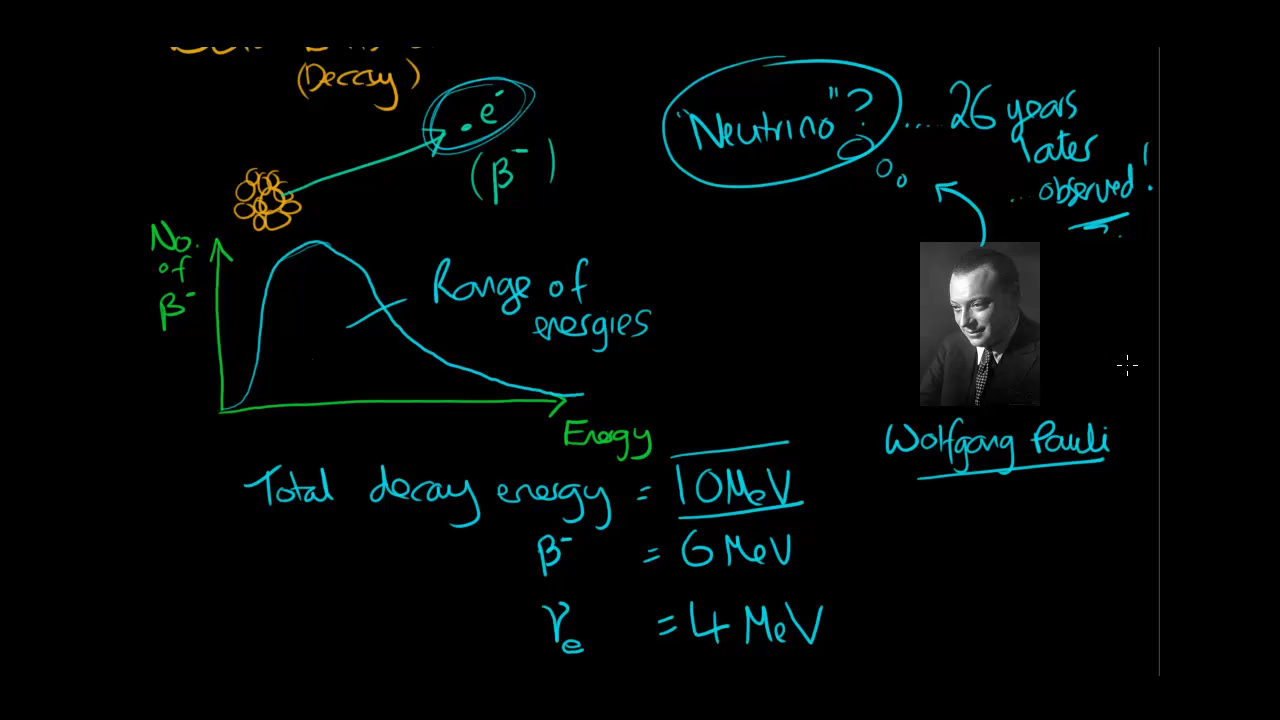 (Decay)
e⁻
(β⁻)
"Neutrino"?
.... 26 years
later
... observed!
No.
of
β⁻
Range of
energies
Energy
Wolfgang Pauli
Total decay energy = 10MeV
β⁻ = 6 MeV
νe = 4 MeV